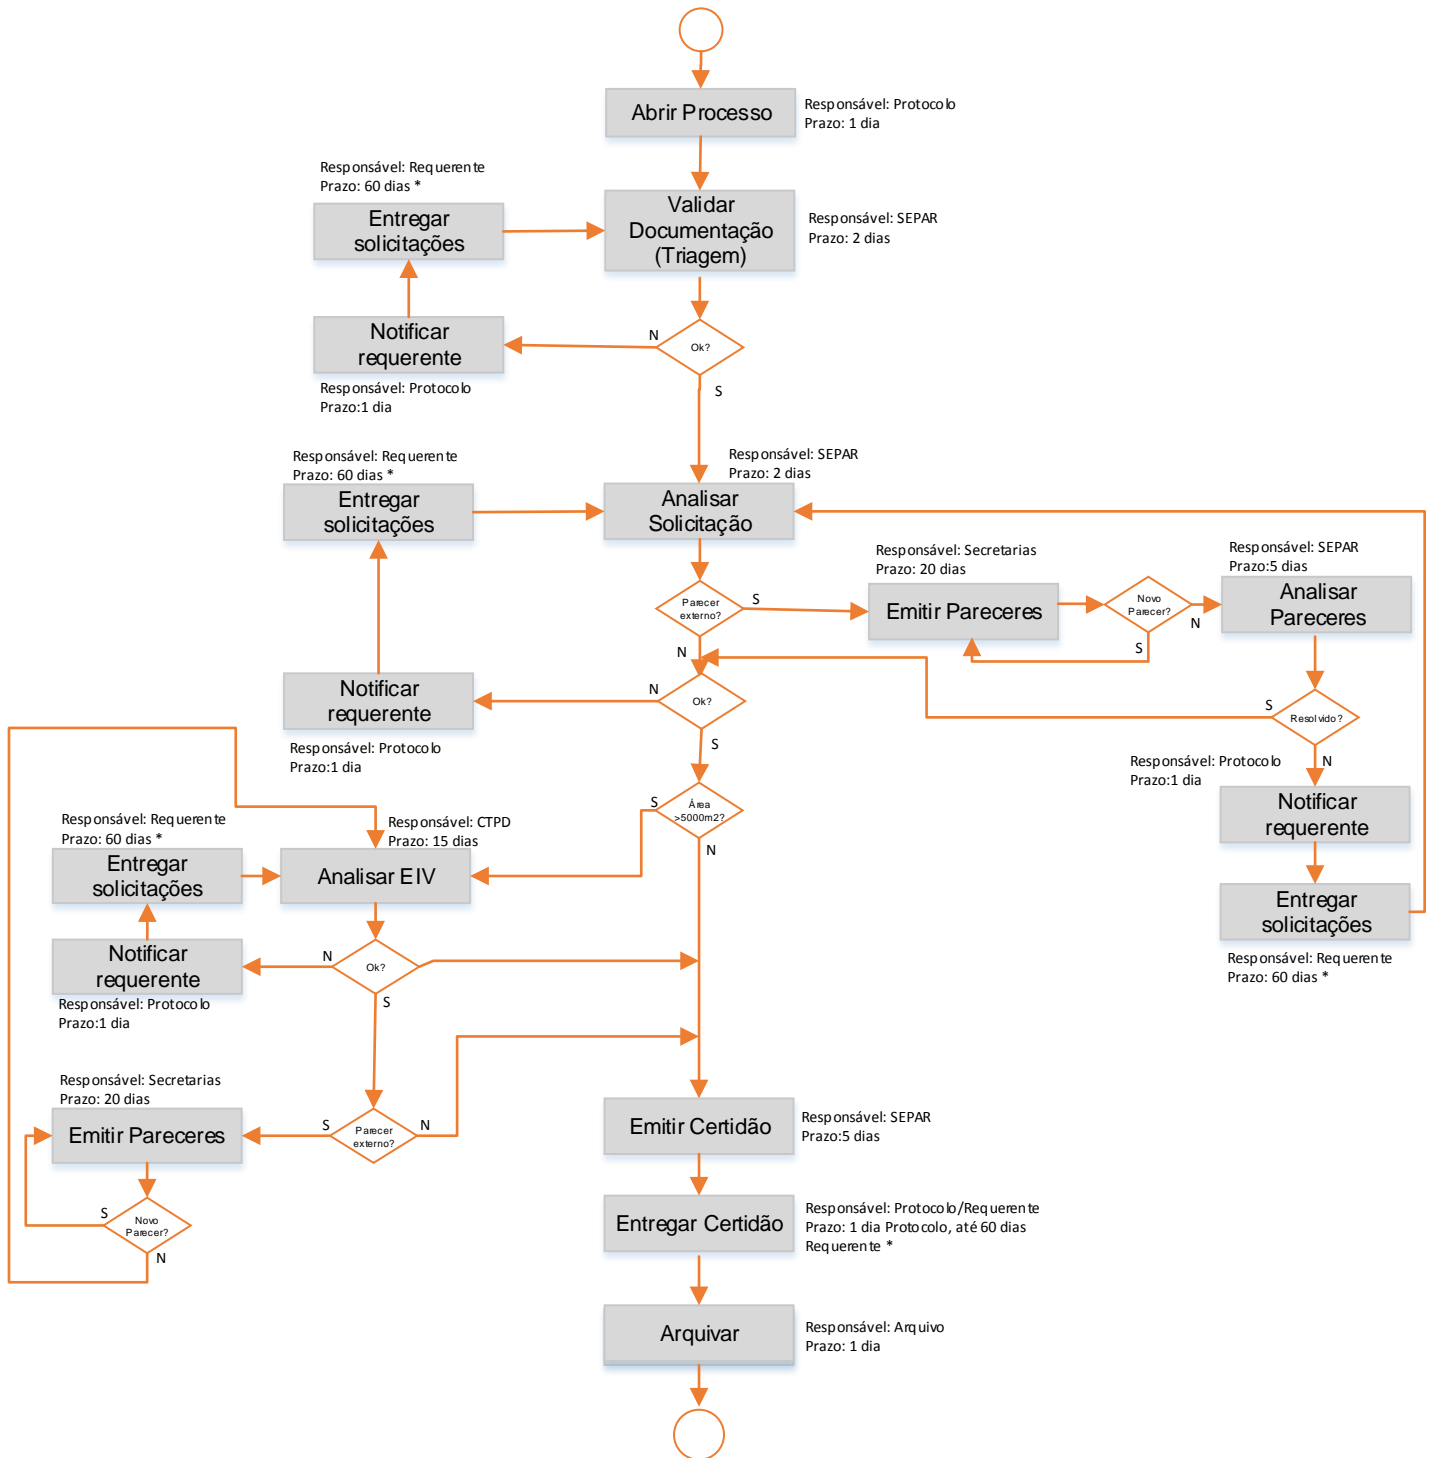 Abrir Processo
Responsável: Protocolo
Prazo: 1 dia
Responsável: Requerente
Prazo: 60 dias *
Entregar
solicitações
Validar
Documentação
(Triagem)
Responsável: SEPAR
Prazo: 2 dias
Notificar
requerente
N
Ok?
S
Responsável: Protocolo
Prazo:1 dia
Responsável: Requerente
Prazo: 60 dias *
Responsável: SEPAR
Prazo: 2 dias
Entregar
solicitações
Analisar
Solicitação
Responsável: Secretarias
Prazo: 20 dias
Responsável: SEPAR
Prazo:5 dias
Parecer
externo?
S
N
Emitir Pareceres
Novo
Parecer?
N
S
Analisar
Pareceres
Notificar
requerente
N
Ok?
S
S
Resolvido?
N
Responsável: Protocolo
Prazo:1 dia
Responsável: Protocolo
Prazo:1 dia
S
Área
>5000m2?
N
Notificar
requerente
Responsável: Requerente
Prazo: 60 dias *
Responsável: CTPD
Prazo: 15 dias
Entregar
solicitações
Analisar EIV
Entregar
solicitações
Notificar
requerente
N
Ok?
S
Responsável: Requerente
Prazo: 60 dias *
Responsável: Protocolo
Prazo:1 dia
Responsável: Secretarias
Prazo: 20 dias
Emitir Pareceres
S
Parecer
externo?
N
Emitir Certidão
Responsável: SEPAR
Prazo:5 dias
S
Novo
Parecer?
N
Entregar Certidão
Responsável: Protocolo/Requerente
Prazo: 1 dia Protocolo, até 60 dias
Requerente *
Arquivar
Responsável: Arquivo
Prazo: 1 dia